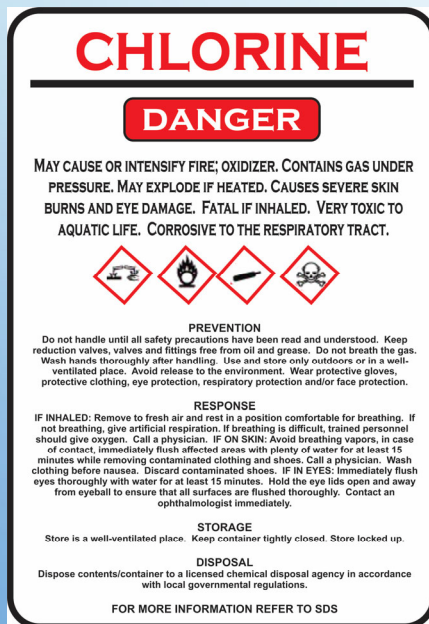 CHLORINE
DANGER
MAY CAUSE OR INTENSIFY FIRE; OXIDIZER. CONTAINS GAS UNDER
PRESSURE. MAY EXPLODE IF HEATED. CAUSES SEVERE SKIN
BURNS AND EYE DAMAGE. FATAL IF INHALED. VERY TOXIC TO
AQUATIC LIFE. CORROSIVE TO THE RESPIRATORY TRACT.
PREVENTION
Do not handle until all safety precautions have been read and understood. Keep
reduction valves, valves and fittings free from oil and grease. Do not breath the gas.
Wash hands thoroughly after handling. Use and store only outdoors or in a well-
ventilated place. Avoid release to the environment. Wear protective gloves,
protective clothing, eye protection, respiratory protection and/or face protection.
RESPONSE
IF INHALED: Remove to fresh air and rest in a position comfortable for breathing. If
not breathing, give artificial respiration. If breathing is difficult, trained personnel
should give oxygen. Call a physician. IF ON SKIN: Avoid breathing vapors, in case
of contact, immediately flush affected areas with plenty of water for at least 15
minutes while removing contaminated clothing and shoes. Call a physician. Wash
clothing before nausea. Discard contaminated shoes. IF IN EYES: Immediately flush
eyes thoroughly with water for at least 15 minutes. Hold the eye lids open and away
from eyeball to ensure that all surfaces are flushed thoroughly. Contact an
ophthalmologist immediately.
STORAGE
Store is a well-ventilated place. Keep container tightly closed. Store locked up.
DISPOSAL
Dispose contents/container to a licensed chemical disposal agency in accordance
with local governmental regulations.
FOR MORE INFORMATION REFER TO SDS